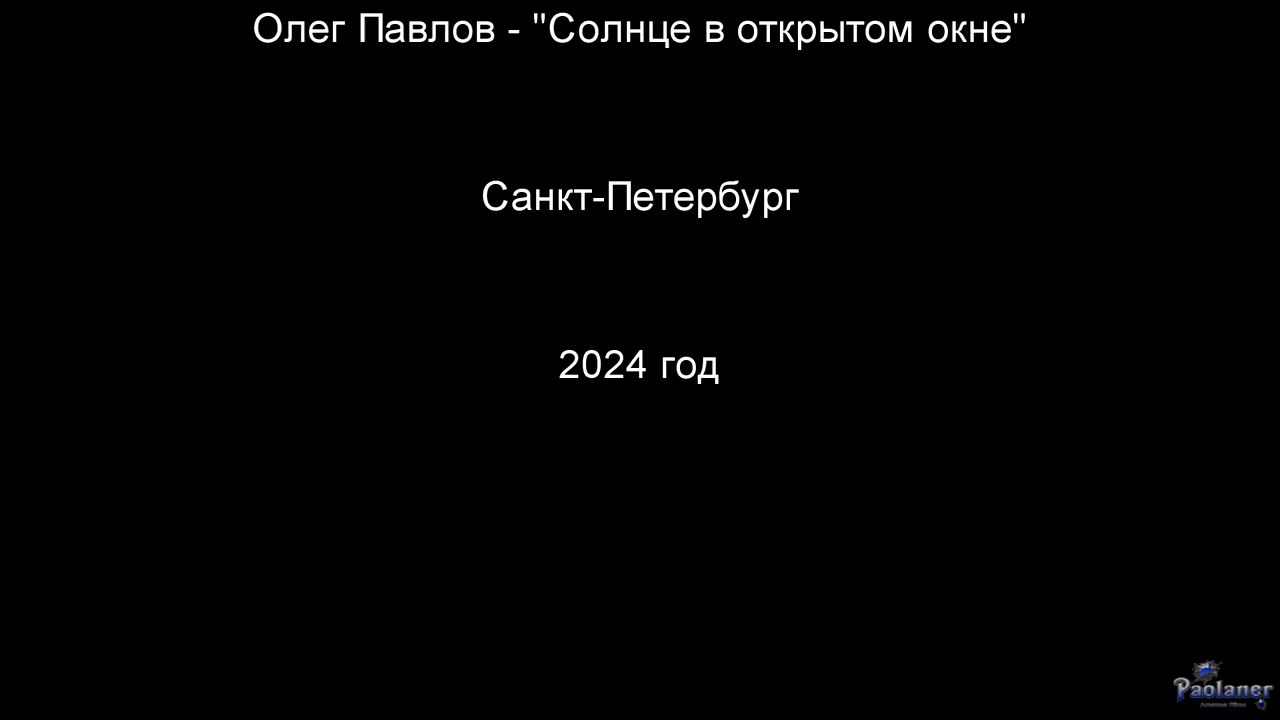 Олег Павлов - "Солнце в открытом окне"
Санкт-Петербург
2024 год
Paolaner